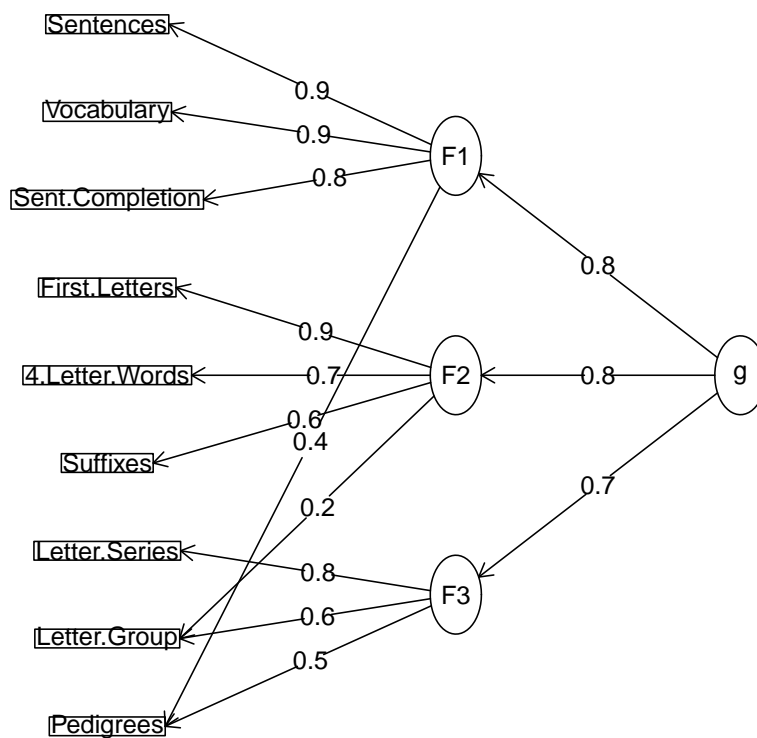 Sentences
0.9
Vocabulary
0.9
F1
Sent.Completion
0.8
0.8
First.Letters
0.9
4.Letter.Words
0.7
F2
0.8
g
Suffixes
0.6
0.4
0.7
0.2
Letter.Series
0.8
F3
Letter.Group
0.6
0.5
Pedigrees